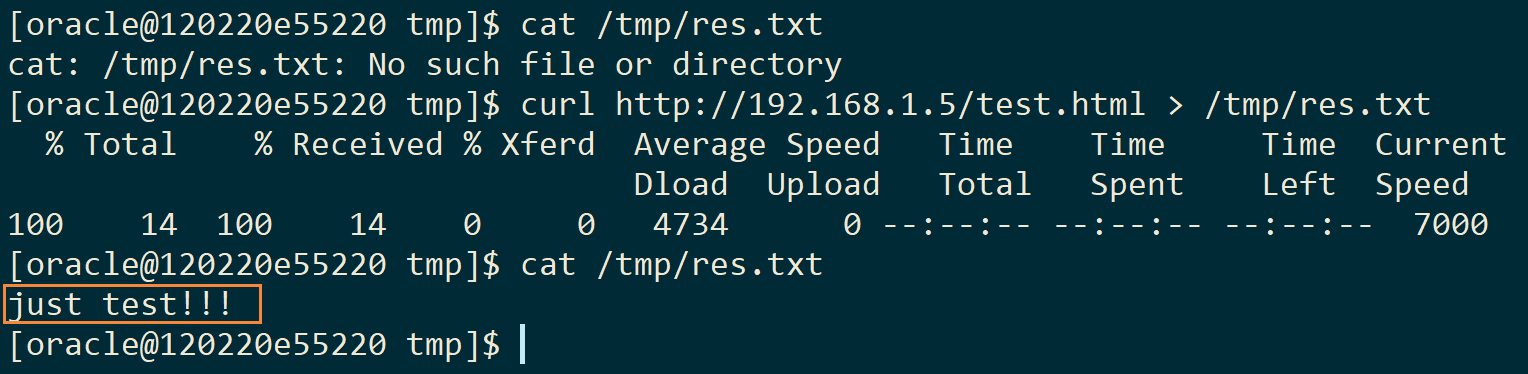 [oracle@120220e55220 tmp]$ cat /tmp/res.txt
cat: /tmp/res.txt: No such file or directory
[oracle@120220e55220 tmp]$ curl http://192.168.1.5/test.html > /tmp/res.txt
  % Total    % Received % Xferd  Average Speed   Time    Time     Time  Current
                                 Dload  Upload   Total   Spent    Left  Speed
100    14  100    14    0     0   4734      0 --:--:-- --:--:-- --:--:--  7000
[oracle@120220e55220 tmp]$ cat /tmp/res.txt
just test!!!
[oracle@120220e55220 tmp]$